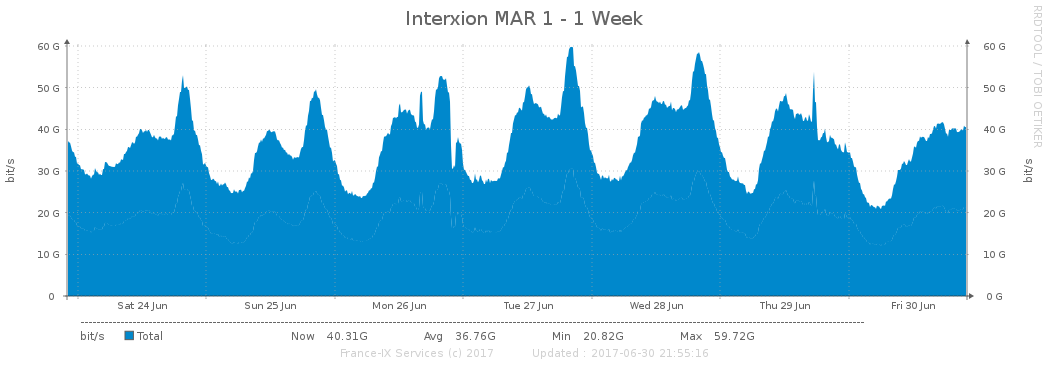 Interxion MAR 1 - 1 Week
RRDTOOL / TOBI OETIKER
60 G 60 G
50 G 50 G
40 G 40 G
30 G 30 G
20 G 20 G
10 G 10 G
0 0 G
bit/s bit/s
Sat 24 Jun Sun 25 Jun Mon 26 Jun Tue 27 Jun Wed 28 Jun Thu 29 Jun Fri 30 Jun
bit/s Total Now 40.31G Avg 36.76G Min 20.82G Max 59.72G
France-IX Services (c) 2017 Updated : 2017-06-30 21:55:16